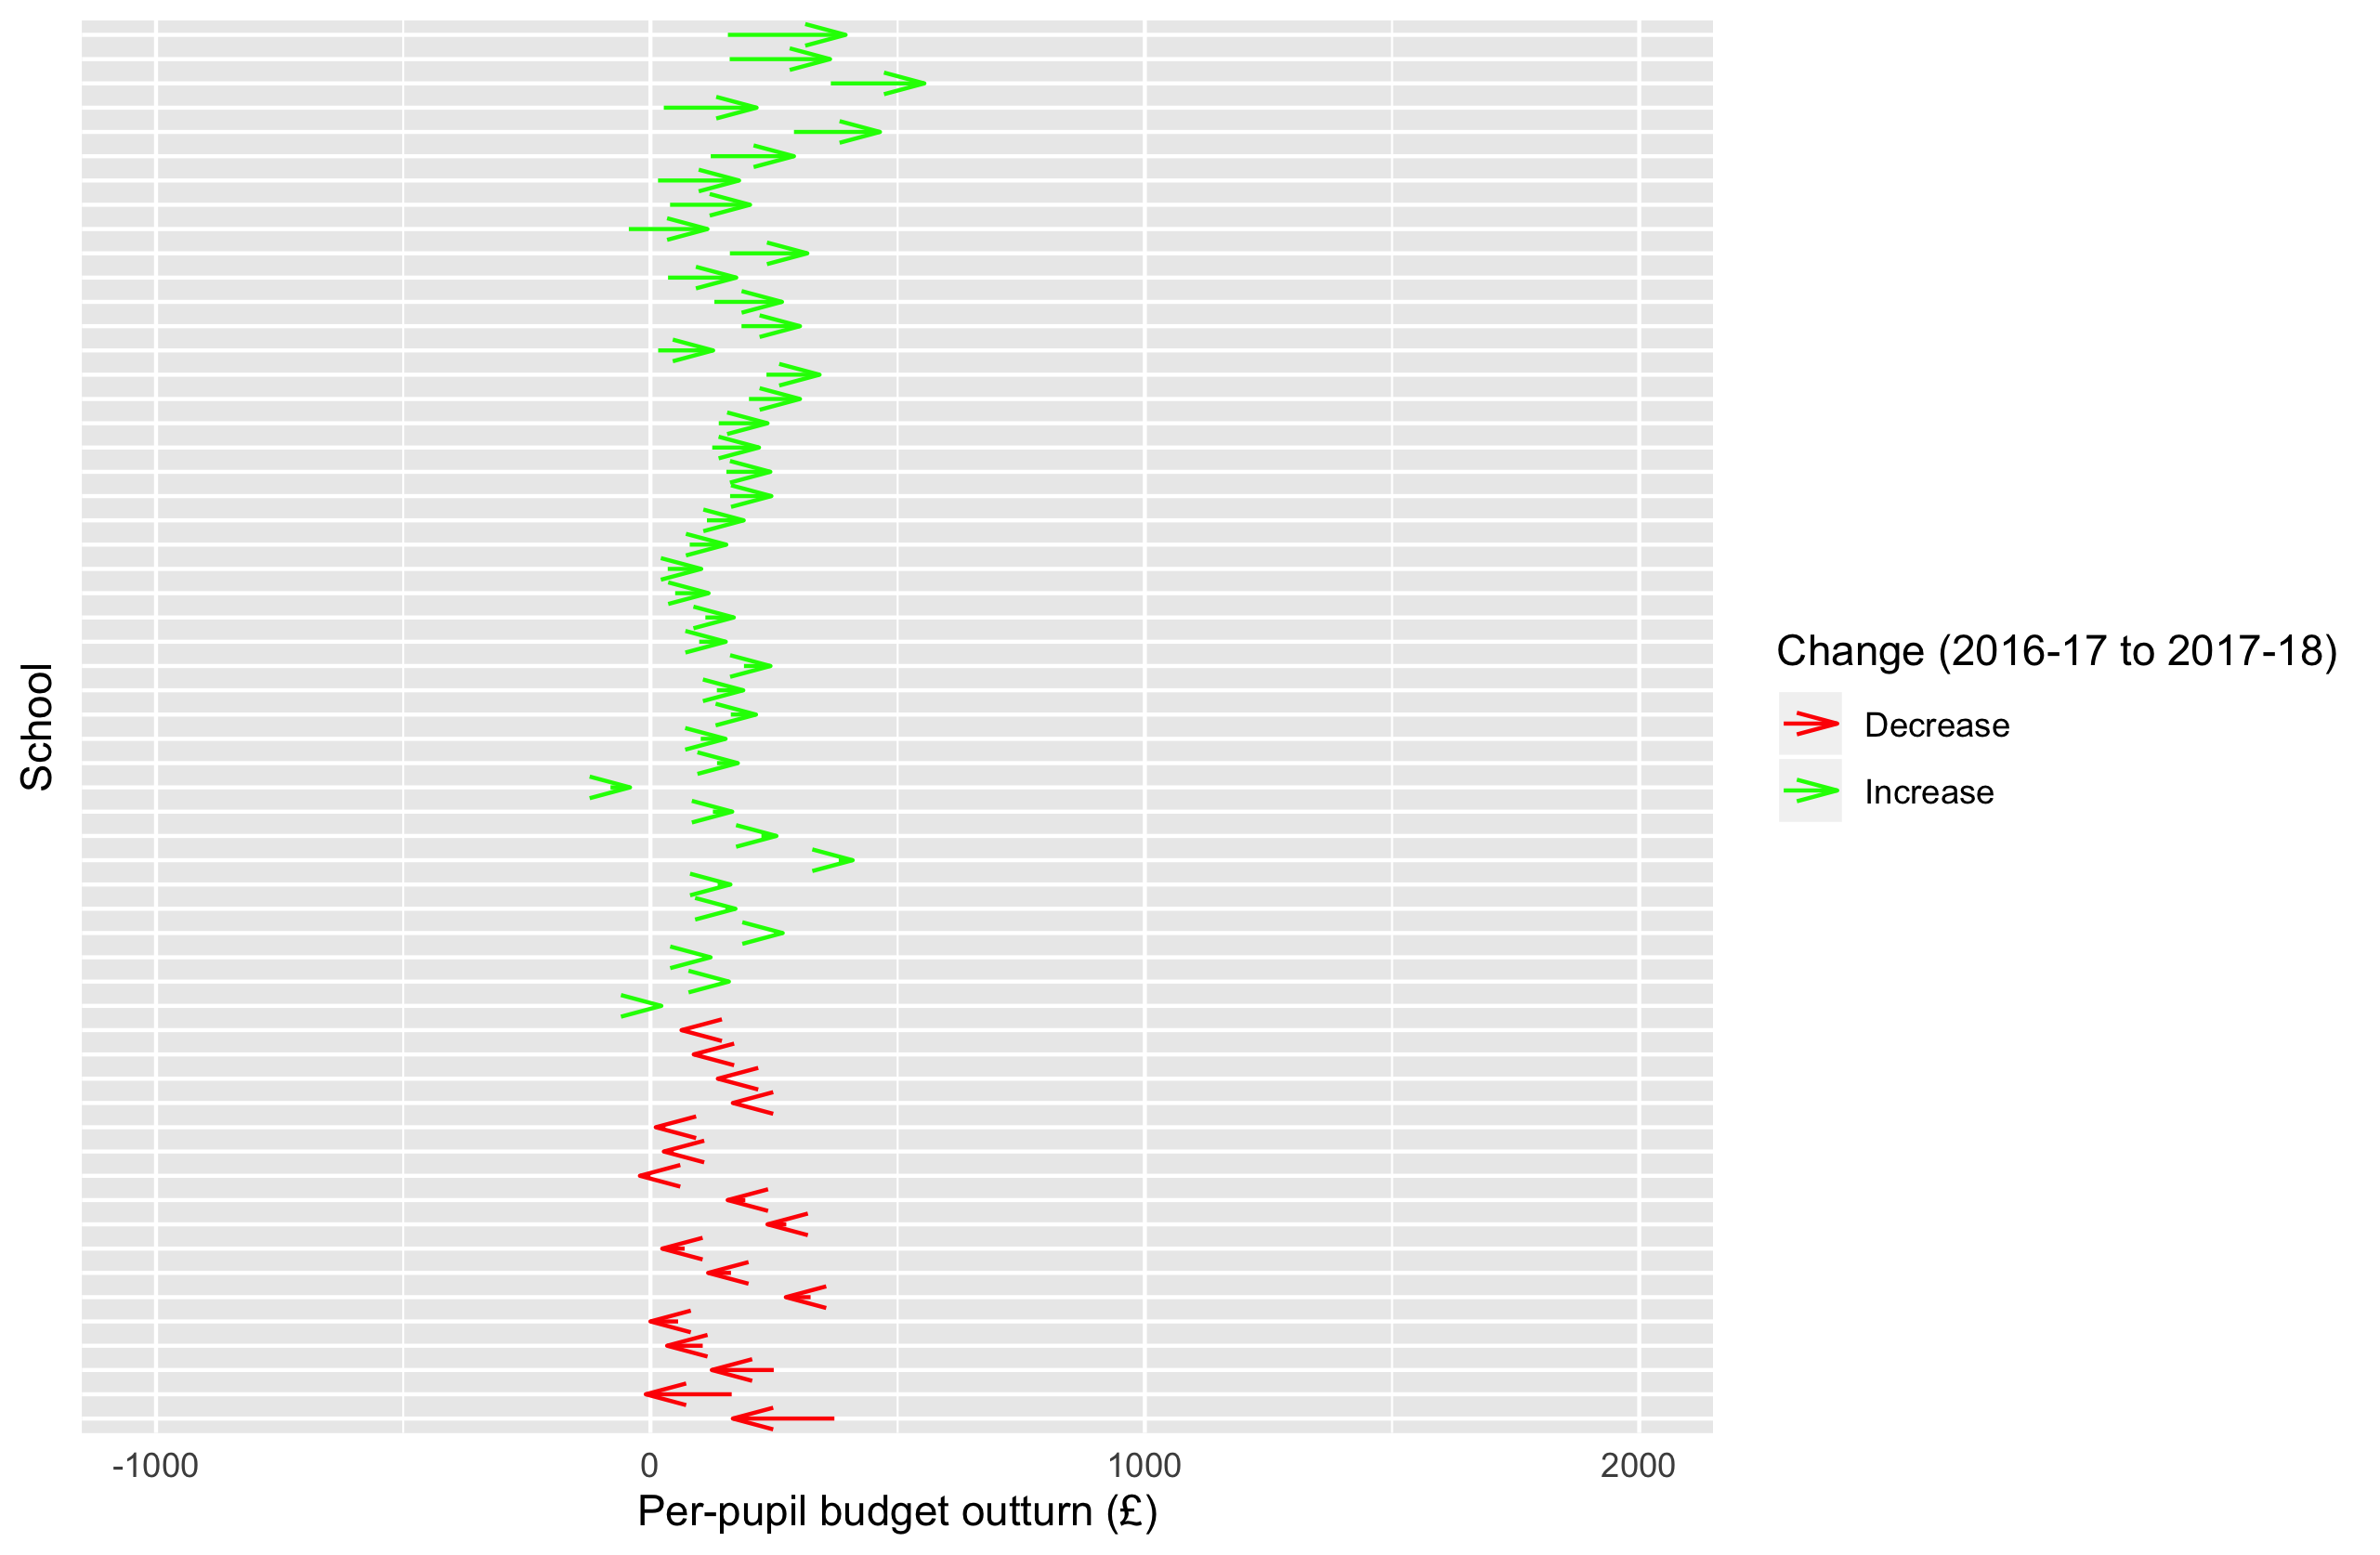 School
-1000
0
1000
2000
Per-pupil budget outturn (£)
Change (2016-17 to 2017-18)
Decrease
Increase